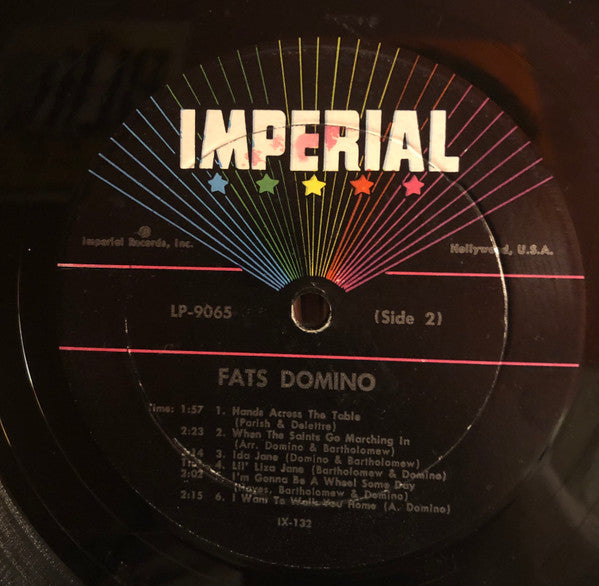 IMPERIAL
Imperial Records, Inc.
Hollywood, U.S.A.
LP-9065
(Side 2)
FATS DOMINO
Time: 1:57 1. Hands Across The Table
(Parish & Delettre)
2:23 2. When The Saints Go Marching In
(Arr. Domino & Bartholomew)
3. Ida Jane (Domino & Bartholomew)
4. Lil' Liza Jane (Bartholomew & Domino)
2:02 I'm Gonna Be A Wheel Some Day
(Hayes, Bartholomew & Domino)
2:15 6. I Want To Walk You Home (A. Domino)
IX-132